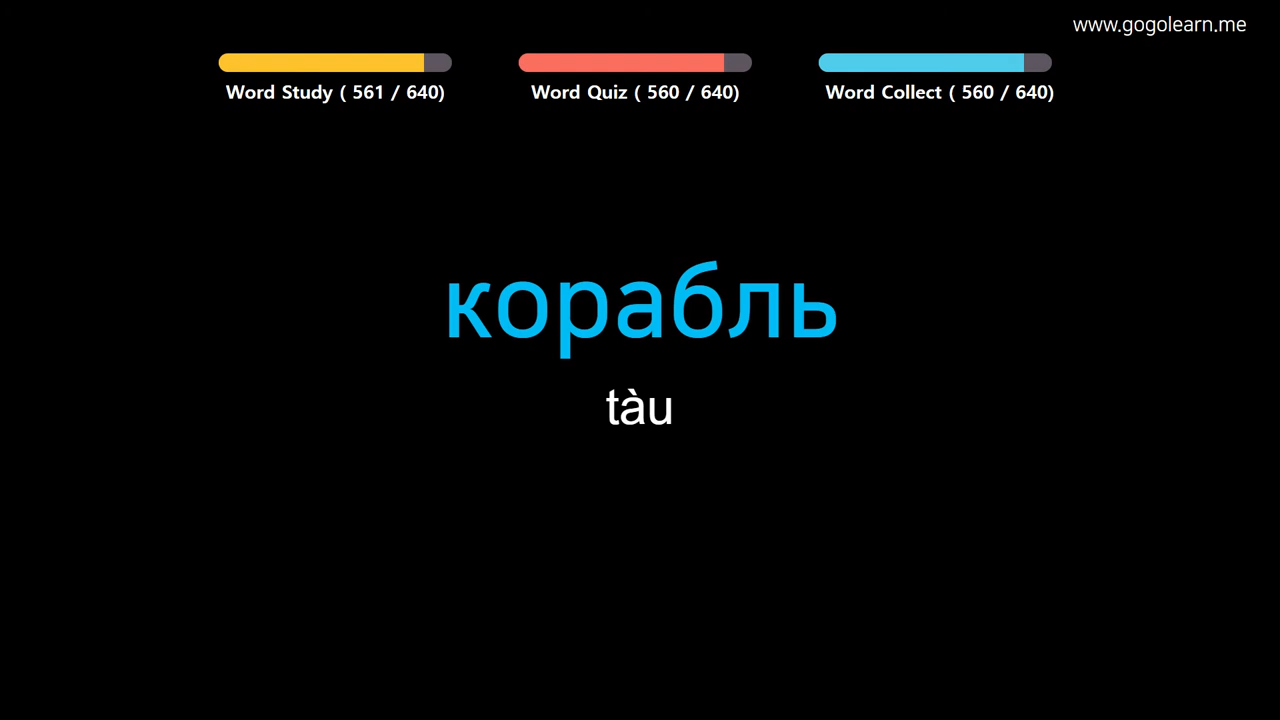 www.gogolearn.me
Word Study ( 561 / 640)
Word Quiz ( 560 / 640)
Word Collect ( 560 / 640)
корабль
tàu